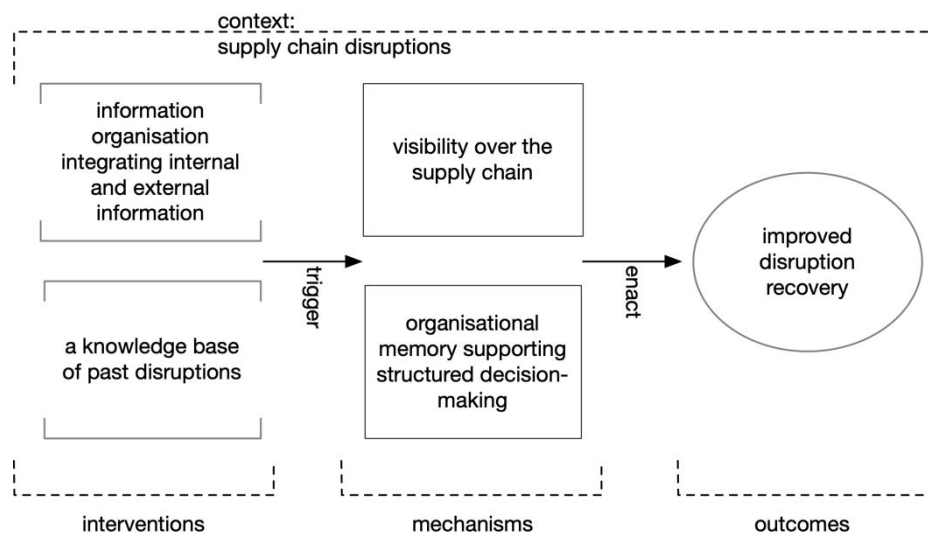 context:
supply chain disruptions
information
organisation
integrating internal
and external
information
visibility over the
supply chain
improved
disruption
recovery
trigger
enact
a knowledge base
of past disruptions
organisational
memory supporting
structured decision-
making
interventions
mechanisms
outcomes